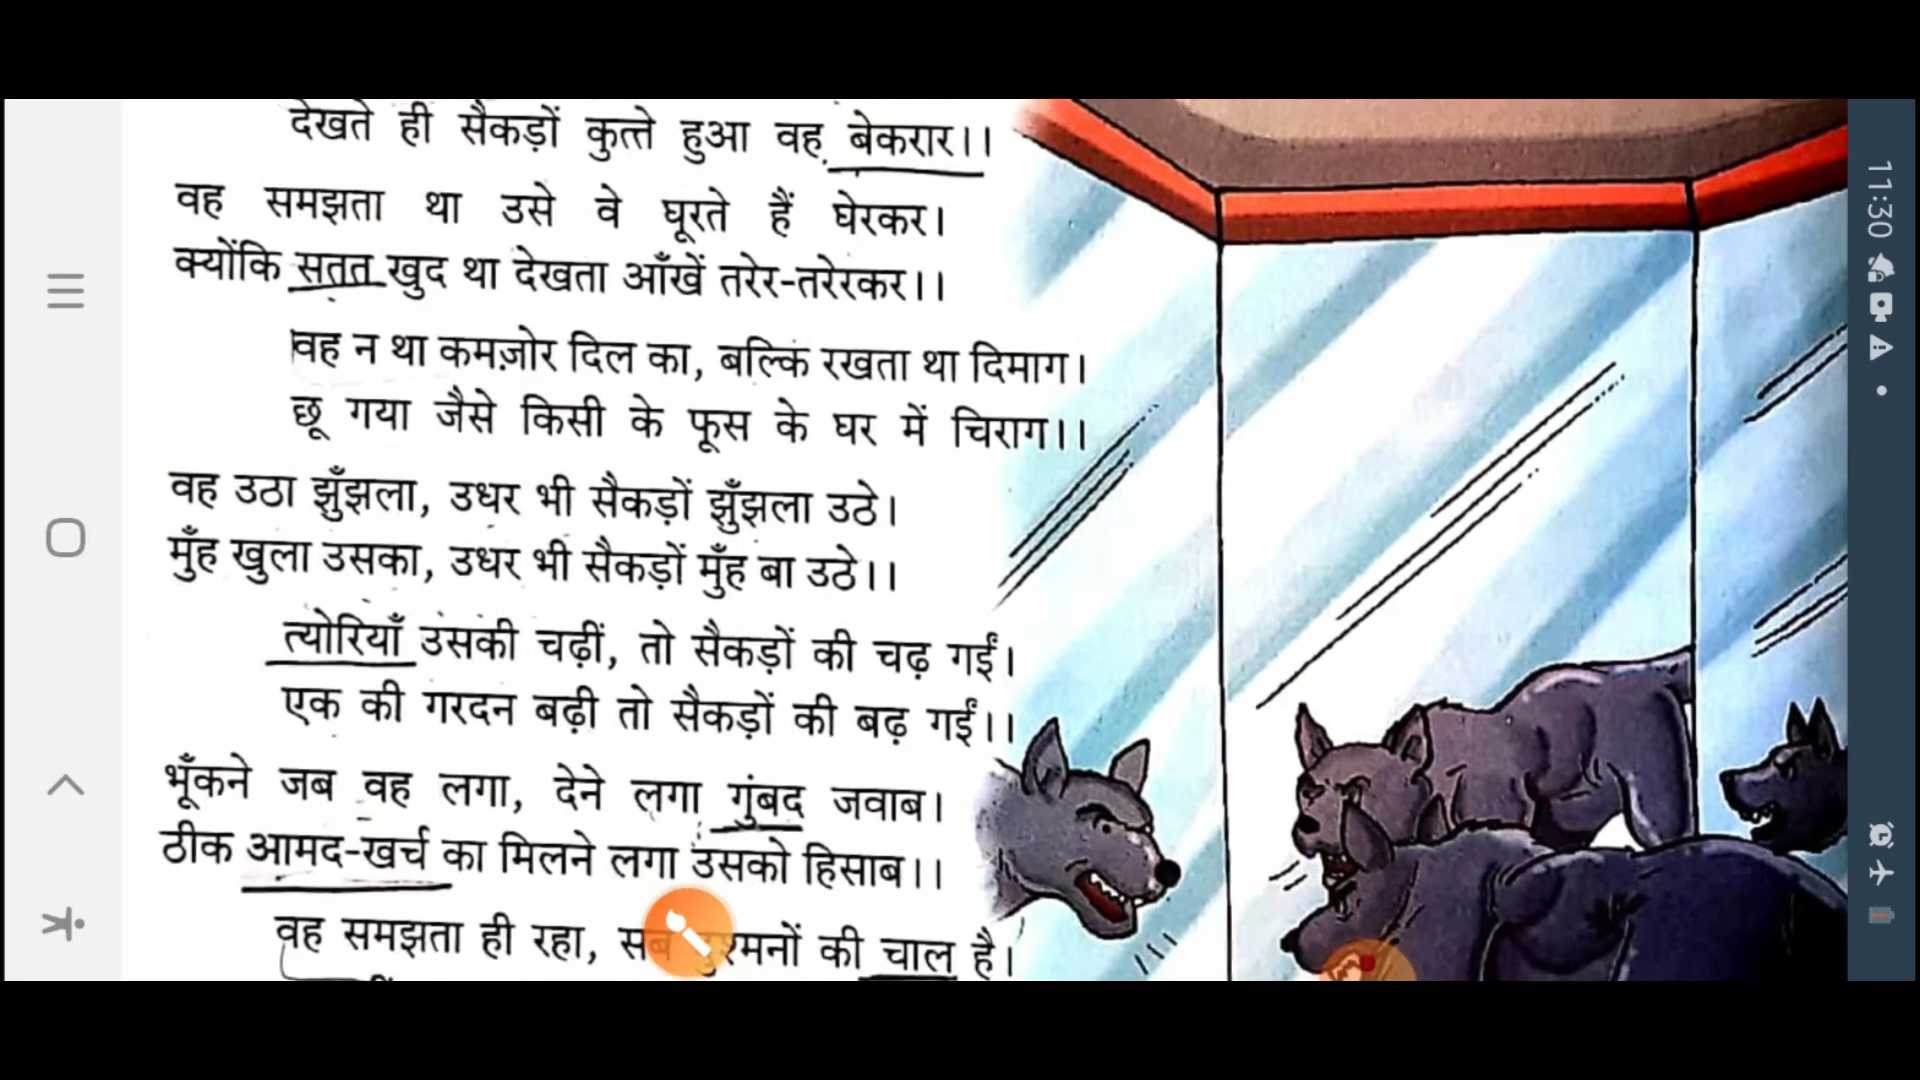 देखते ही सैकड़ों कुत्ते हुआ वह बेकरार।।
वह समझता था उसे वे घूरते हैं घेरकर।
क्योंकि सतत खुद था देखता आँखें तरेर-तरेरकर।।
वह न था कमज़ोर दिल का, बल्कि रखता था दिमाग।
छू गया जैसे किसी के फूस के घर में चिराग।।
वह उठा झुँझला, उधर भी सैकड़ों झुँझला उठे।
मुँह खुला उसका, उधर भी सैकड़ों मुँह बा उठे।।
त्योरियाँ उसकी चढ़ीं, तो सैकड़ों की चढ़ गईं।
एक की गरदन बढ़ी तो सैकड़ों की बढ़ गईं।।
भूँकने जब वह लगा, देने लगा गुंबद जवाब।
ठीक आमद-खर्च का मिलने लगा उसको हिसाब।।
वह समझता ही रहा, की चाल है।
11:30